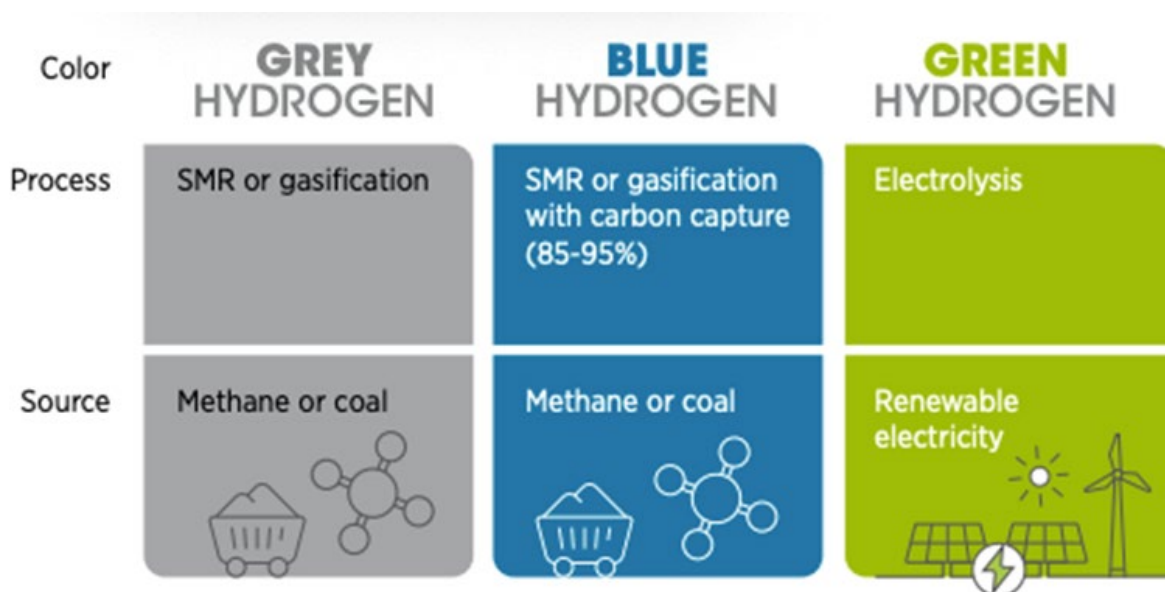 Color
GREY
HYDROGEN
BLUE
HYDROGEN
GREEN
HYDROGEN
Process
SMR or gasification
SMR or gasification
with carbon capture
(85-95%)
Electrolysis
Source
Methane or coal
Methane or coal
Renewable
electricity